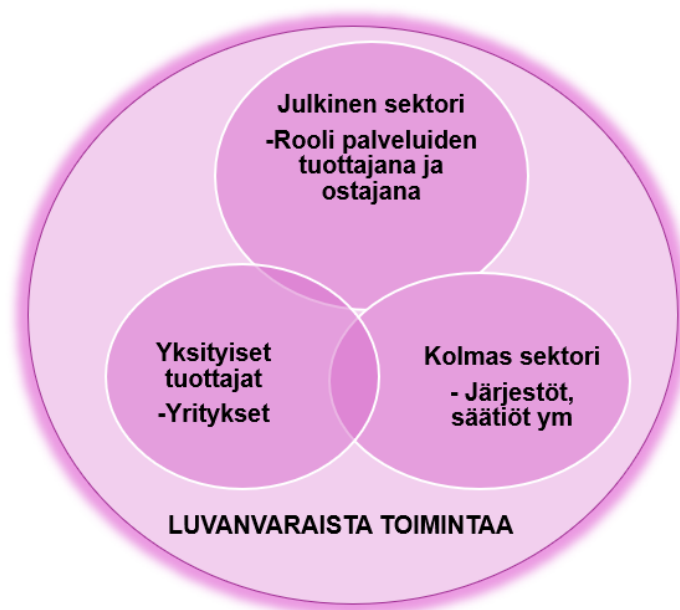 Julkinen sektori
-Rooli palveluiden
tuottajana ja
ostajana
Yksityiset
tuottajat
-Yritykset
Kolmas sektori
- Järjestöt,
säätiöt ym
LUVANVARAISTA TOIMINTAA